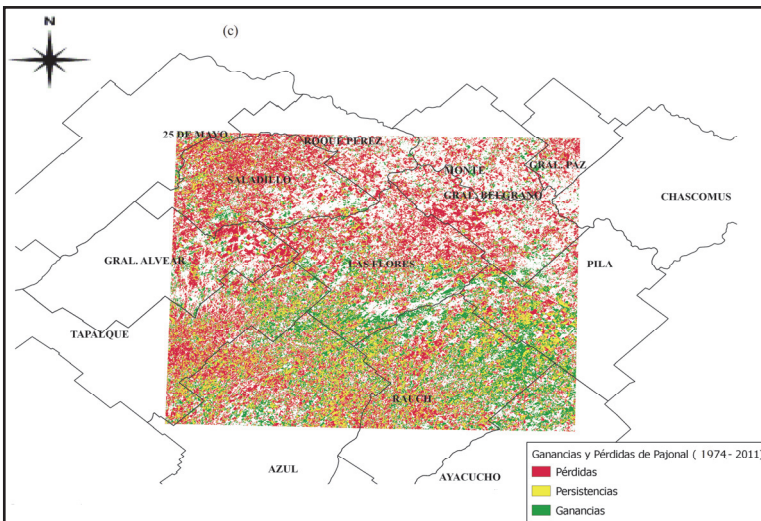 N
(c)
25 DE MAYO
ROQUE PEREZ
MONTE
GRAL. PAZ
SALADILLO
GRAL. BELGRANO
CHASCOMUS
GRAL. ALVEAR
LAS FLORES
PILA
TAPALQUE
RAUCH
AZUL
AYACUCHO
Ganancias y Pérdidas de Pajonal ( 1974 - 2011)
Pérdidas
Persistencias
Ganancias